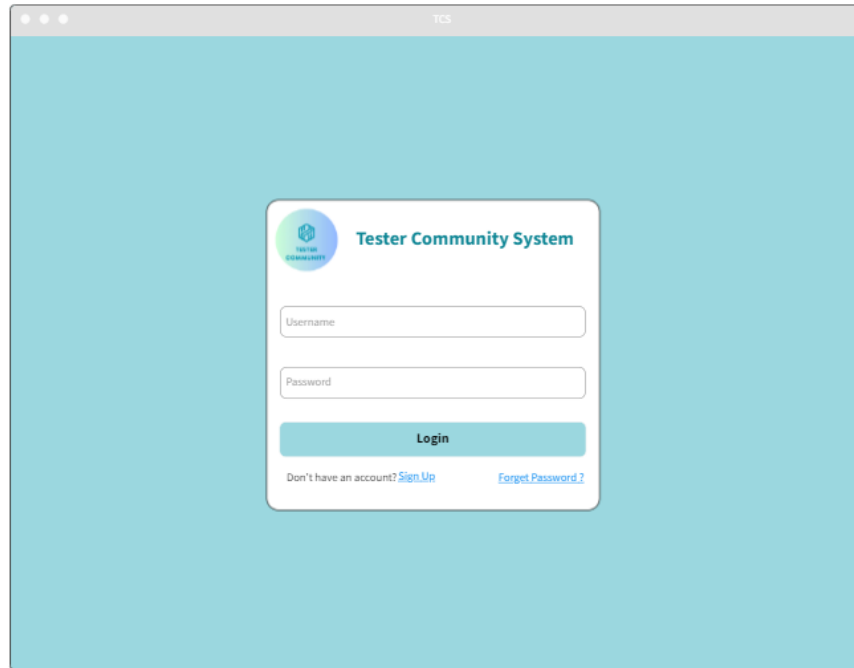 TCS
TESTER
COMMUNITY
Tester Community System
Username
Password
Login
Don't have an account? Sign Up
Forget Password ?